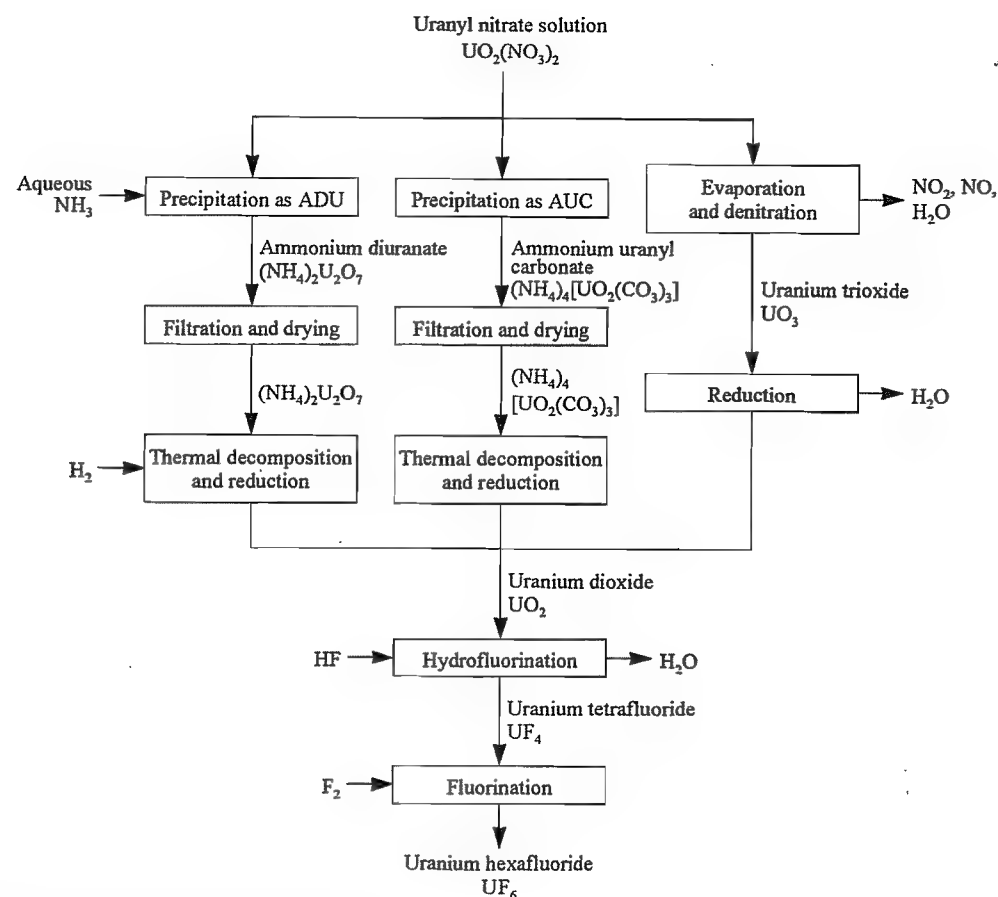 Uranyl nitrate solution
UO₂(NO₃)₂
Aqueous
NH₃
Precipitation as ADU
Precipitation as AUC
Evaporation
and denitration
NO₂, NO,
H₂O
Ammonium diuranate
(NH₄)₂U₂O₇
Ammonium uranyl
carbonate
(NH₄)₄[UO₂(CO₃)₃]
Uranium trioxide
UO₃
Filtration and drying
Filtration and drying
(NH₄)₂U₂O₇
(NH₄)₄
[UO₂(CO₃)₃]
Reduction
H₂O
H₂
Thermal decomposition
and reduction
Thermal decomposition
and reduction
Uranium dioxide
UO₂
HF
Hydrofluorination
H₂O
Uranium tetrafluoride
UF₄
F₂
Fluorination
Uranium hexafluoride
UF₆